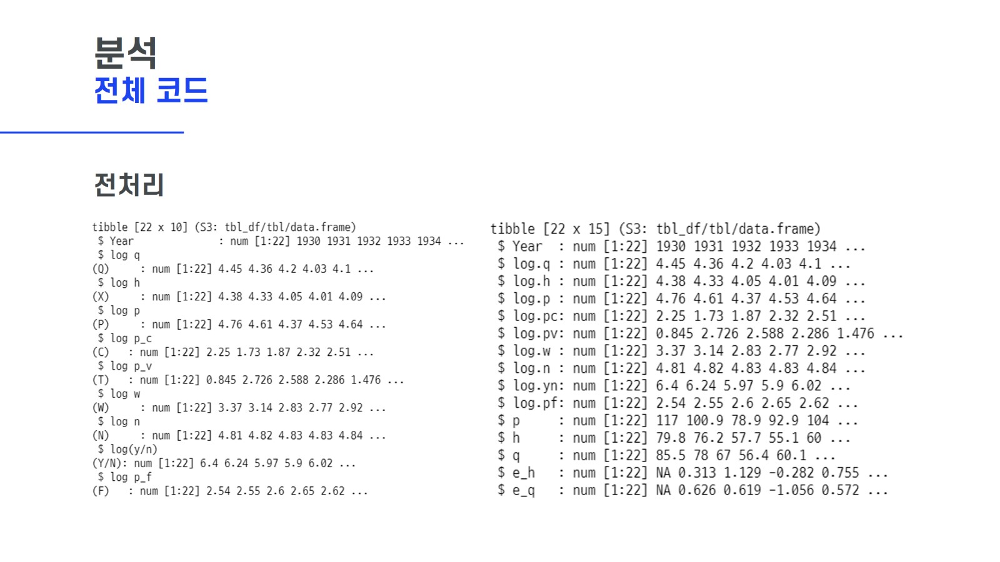 분석
전체 코드
전처리
tibble [22 x 10] (S3: tbl_df/tbl/data.frame)
$ Year : num [1:22] 1930 1931 1932 1933 1934 ...
$ log q
(Q) : num [1:22] 4.45 4.36 4.2 4.03 4.1 ...
$ log h
(X) : num [1:22] 4.38 4.33 4.05 4.01 4.09 ...
$ log p
(P) : num [1:22] 4.76 4.61 4.37 4.53 4.64 ...
$ log p_c
(C) : num [1:22] 2.25 1.73 1.87 2.32 2.51 ...
$ log p_v
(T) : num [1:22] 0.845 2.726 2.588 2.286 1.476 ...
$ log w
(W) : num [1:22] 3.37 3.14 2.83 2.77 2.92 ...
$ log n
(N) : num [1:22] 4.81 4.82 4.83 4.83 4.84 ...
$ log(y/n)
(Y/N): num [1:22] 6.4 6.24 5.97 5.9 6.02 ...
$ log p_f
(F) : num [1:22] 2.54 2.55 2.6 2.65 2.62 ...
tibble [22 x 15] (S3: tbl_df/tbl/data.frame)
$ Year : num [1:22] 1930 1931 1932 1933 1934 ...
$ log.q : num [1:22] 4.45 4.36 4.2 4.03 4.1 ...
$ log.h : num [1:22] 4.38 4.33 4.05 4.01 4.09 ...
$ log.p : num [1:22] 4.76 4.61 4.37 4.53 4.64 ...
$ log.pc: num [1:22] 2.25 1.73 1.87 2.32 2.51 ...
$ log.pv: num [1:22] 0.845 2.726 2.588 2.286 1.476 ...
$ log.w : num [1:22] 3.37 3.14 2.83 2.77 2.92 ...
$ log.n : num [1:22] 4.81 4.82 4.83 4.83 4.84 ...
$ log.yn: num [1:22] 6.4 6.24 5.97 5.9 6.02 ...
$ log.pf: num [1:22] 2.54 2.55 2.6 2.65 2.62 ...
$ p : num [1:22] 117 100.9 78.9 92.9 104 ...
$ h : num [1:22] 79.8 76.2 57.7 55.1 60 ...
$ q : num [1:22] 85.5 78 67 56.4 60.1 ...
$ e_h : num [1:22] NA 0.313 1.129 -0.282 0.755 ...
$ e_q : num [1:22] NA 0.626 0.619 -1.056 0.572 ...